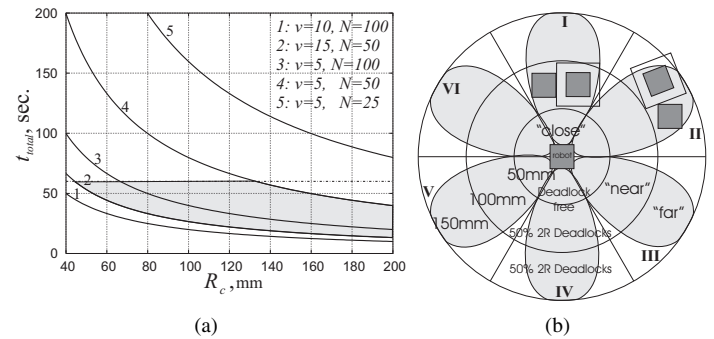 200
150
100
50
0
t_total, sec.
40 60 80 100 120 140 160 180 200
R_c, mm
1: v=10, N=100
2: v=15, N=50
3: v=5, N=100
4: v=5, N=50
5: v=5, N=25
5
4
3
2
1
(a)
I
VI
II
"close"
robot
50mm
V
Deadlock
free
"near"
100mm
"far"
150mm
50% 2R Deadlocks
III
50% 2R Deadlocks
IV
(b)